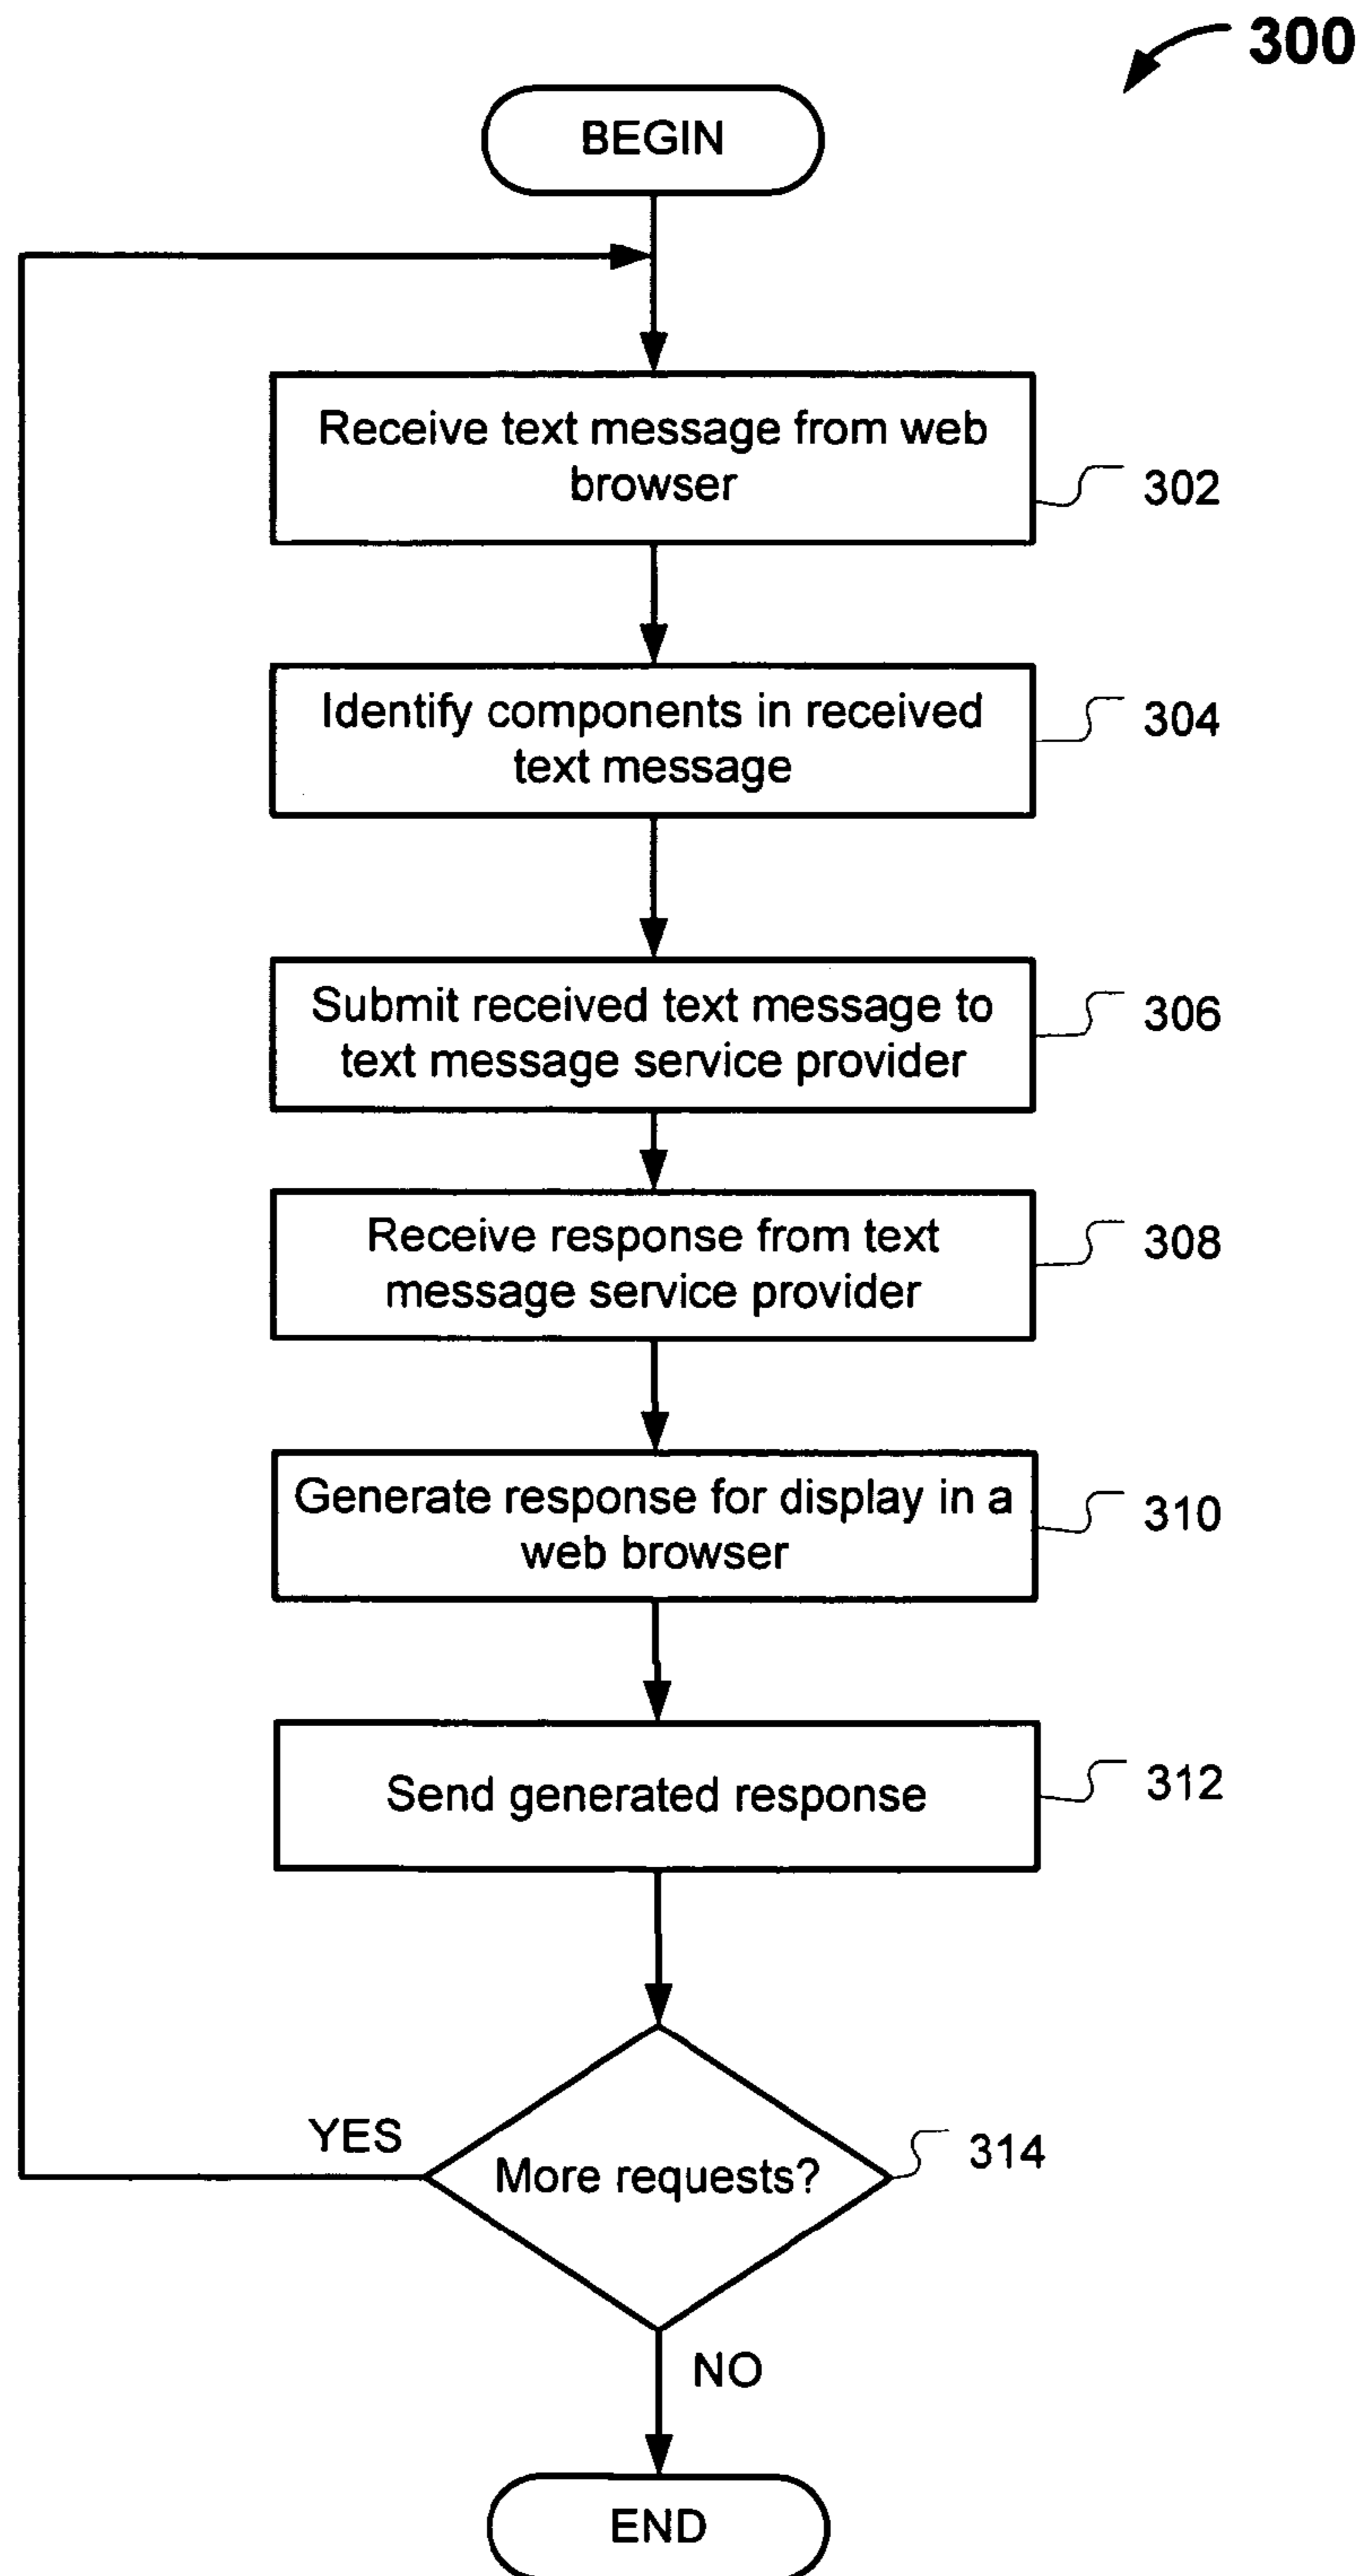 300
BEGIN
Receive text message from web
browser
302
Identify components in received
text message
304
Submit received text message to
text message service provider
306
Receive response from text
message service provider
308
Generate response for display in a
web browser
310
Send generated response
312
YES
More requests?
314
NO
END